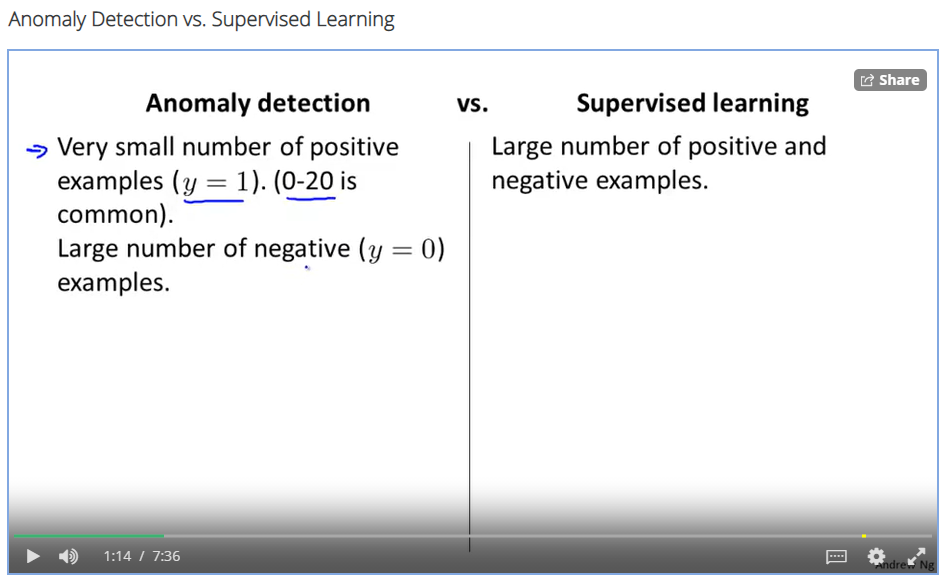 Anomaly Detection vs. Supervised Learning
Share
Anomaly detection vs. Supervised learning
Very small number of positive
examples (y = 1). (0-20 is
common).
Large number of negative (y = 0)
examples.
Large number of positive and
negative examples.
1:14 / 7:36
Andrew Ng